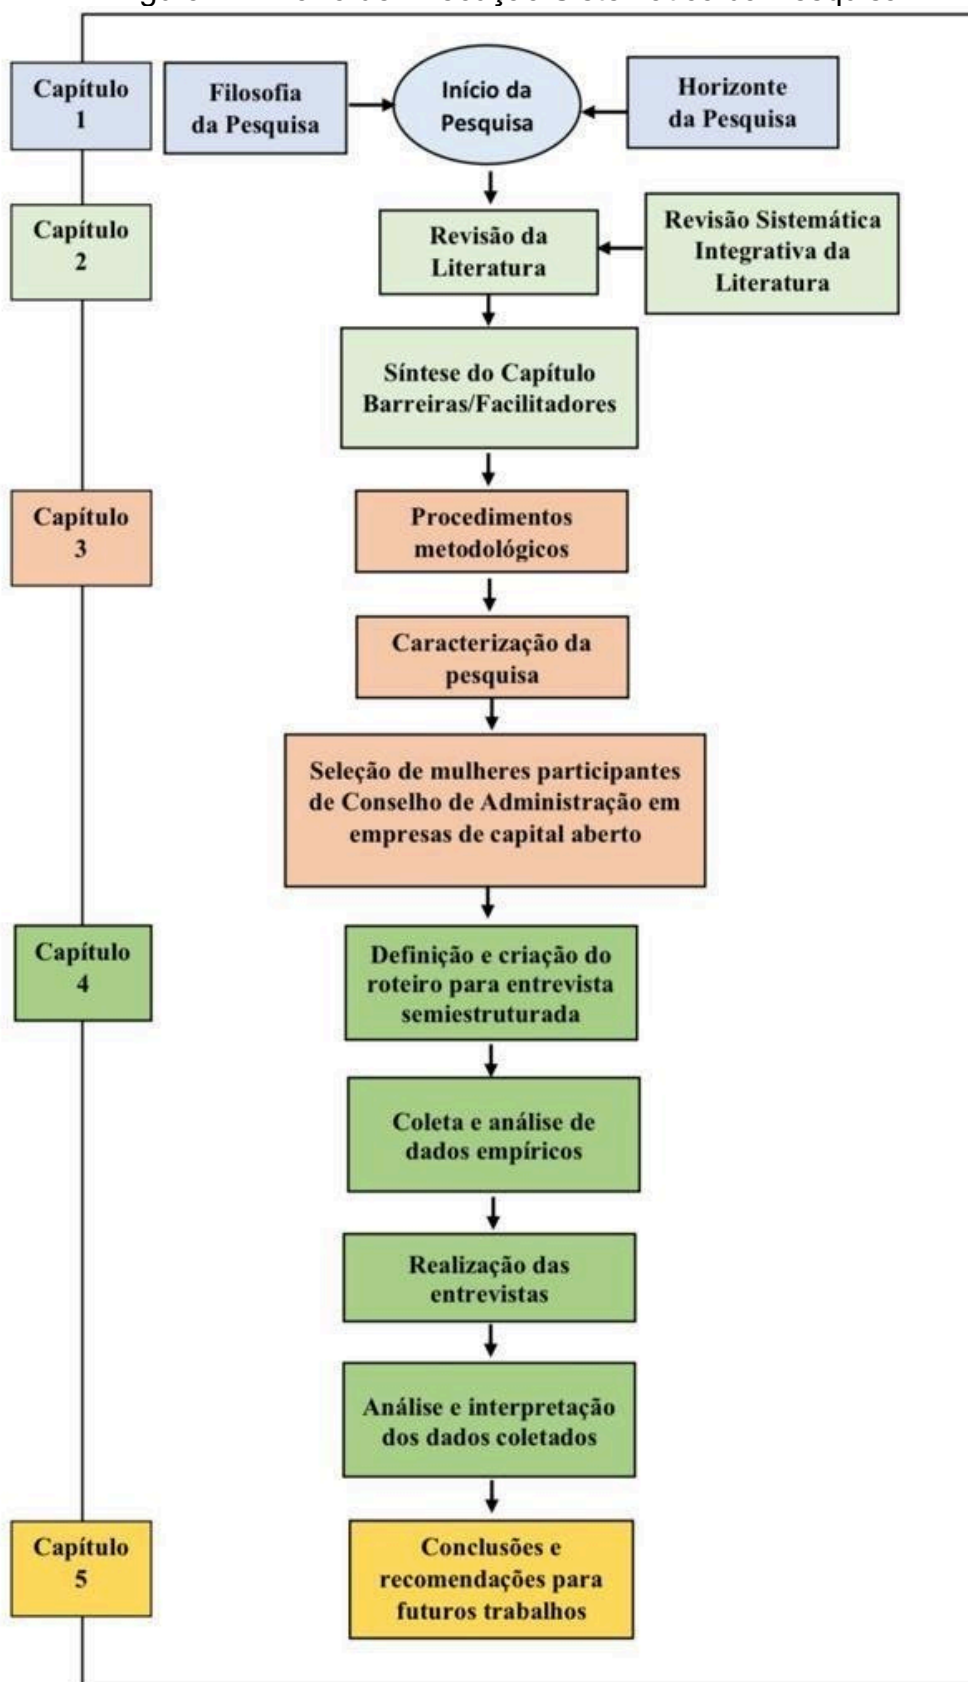 Capítulo
1
Filosofia
da Pesquisa
Início da
Pesquisa
Horizonte
da Pesquisa
Capítulo
2
Revisão da
Literatura
Revisão Sistemática
Integrativa da
Literatura
Síntese do Capítulo
Barreiras/Facilitadores
Capítulo
3
Procedimentos
metodológicos
Caracterização da
pesquisa
Seleção de mulheres participantes
de Conselho de Administração em
empresas de capital aberto
Capítulo
4
Definição e criação do
roteiro para entrevista
semiestruturada
Coleta e análise de
dados empíricos
Realização das
entrevistas
Análise e interpretação
dos dados coletados
Capítulo
5
Conclusões e
recomendações para
futuros trabalhos